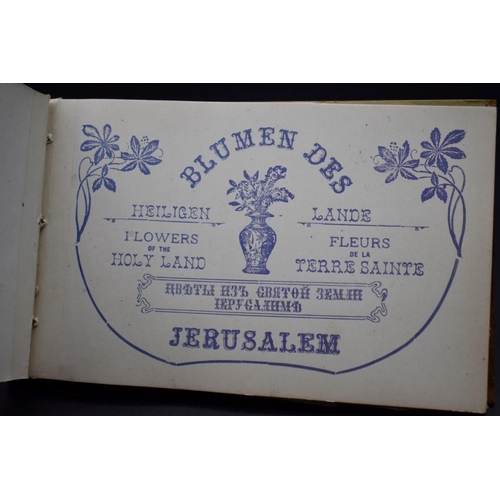 BLUMEN DES
HEILIGEN LANDE
FLOWERS
OF THE
HOLY LAND
FLEURS
DE LA
TERRE SAINTE
ЦВѢТЫ ИЗЪ СВЯТОЙ ЗЕМЛИ
ІЕРУСАЛИМЪ
JERUSALEM